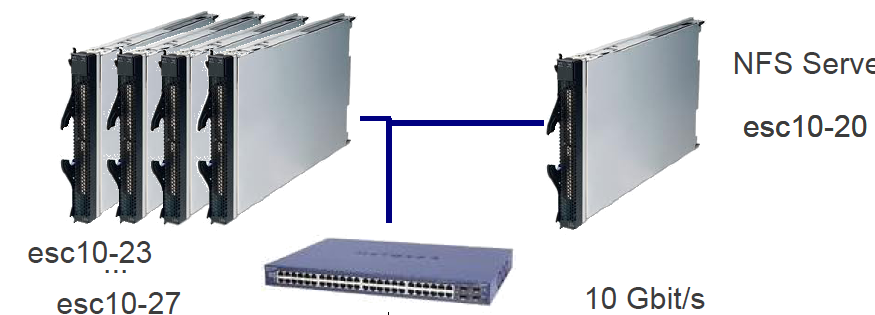 NFS Serve
esc10-20
esc10-23
...
esc10-27
10 Gbit/s